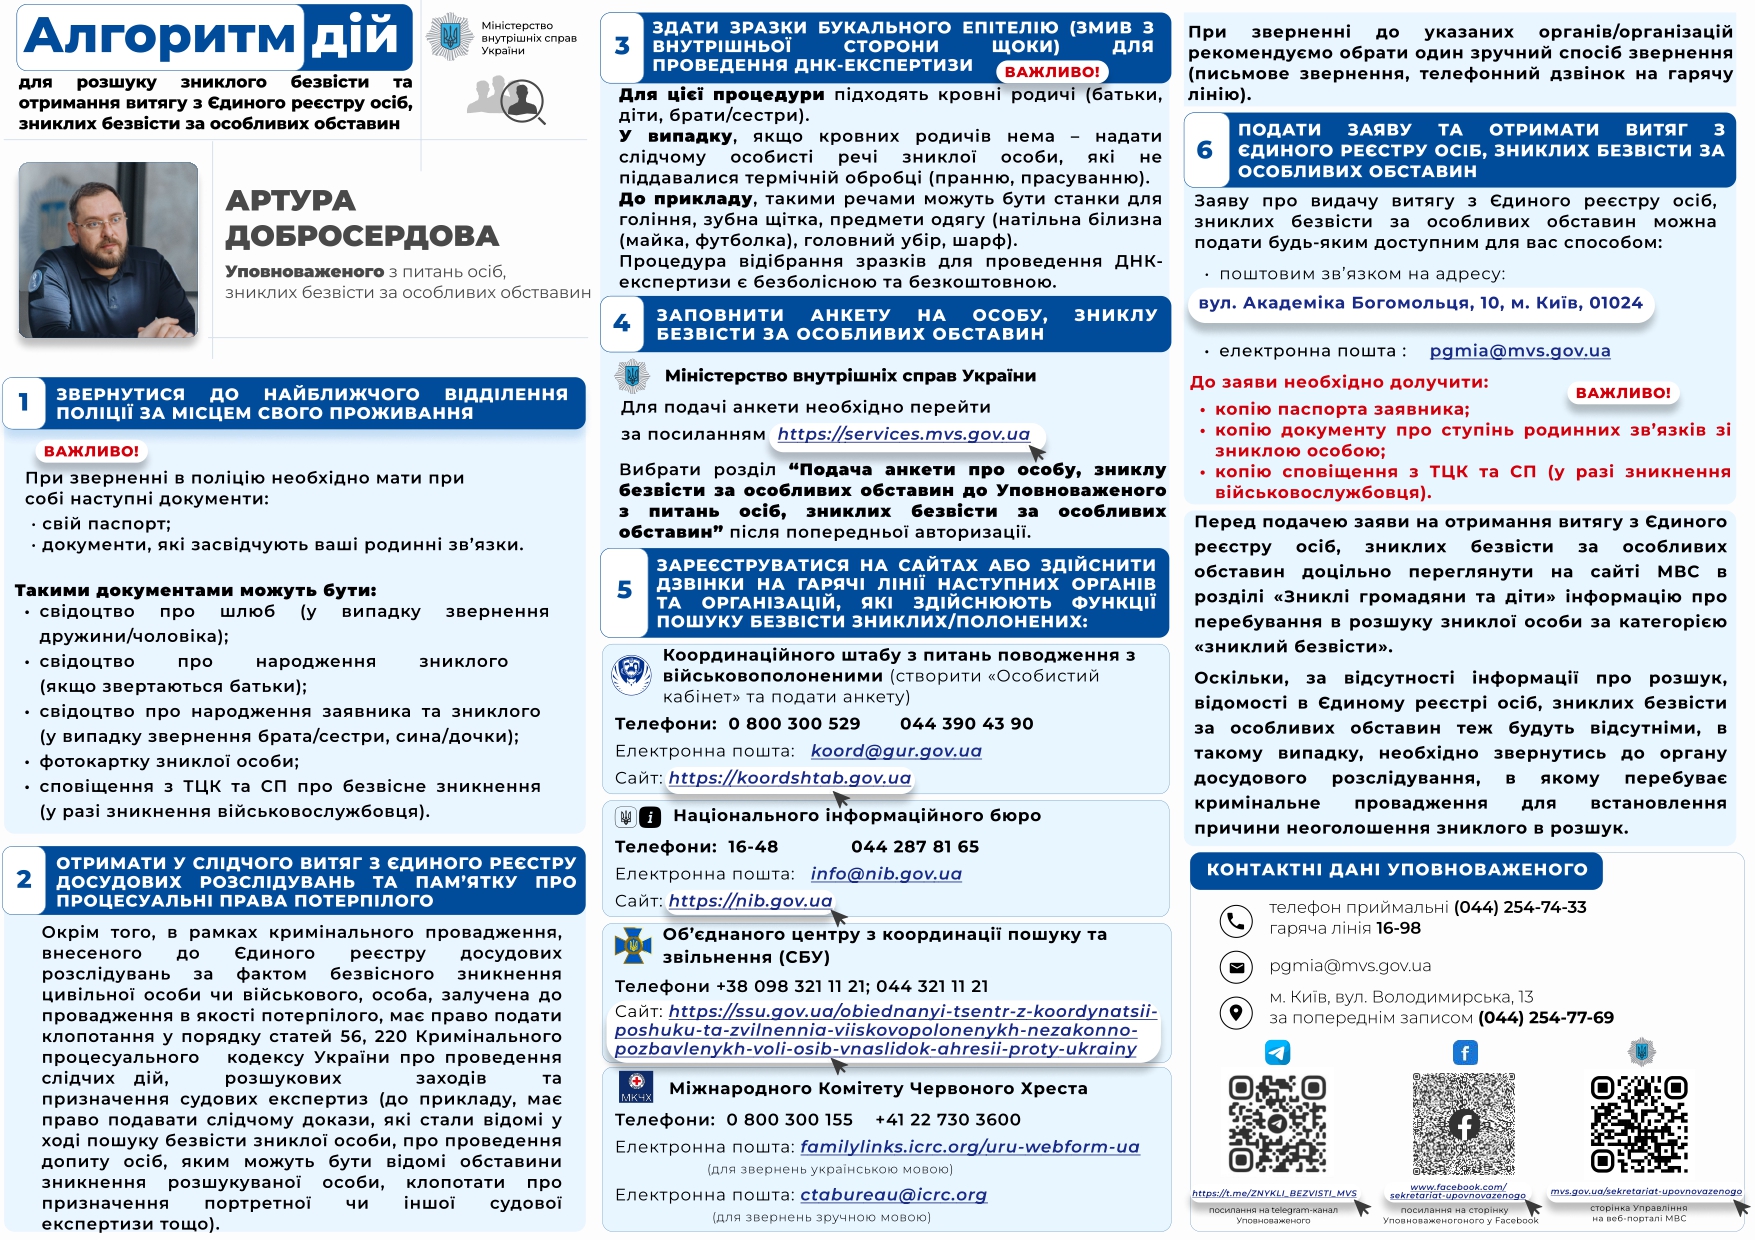 Алгоритм дій
Міністерство
внутрішніх справ
України
для розшуку зниклого безвісти та
отримання витягу з Єдиного реєстру осіб,
зниклих безвісти за особливих обставин
АРТУРА
ДОБРОСЕРДОВА
Уповноваженого з питань осіб,
зниклих безвісти за особливих обствавин
1
ЗВЕРНУТИСЯ ДО НАЙБЛИЖЧОГО ВІДДІЛЕННЯ
ПОЛІЦІЇ ЗА МІСЦЕМ СВОГО ПРОЖИВАННЯ
ВАЖЛИВО!
При зверненні в поліцію необхідно мати при
собі наступні документи:
· свій паспорт;
· документи, які засвідчують ваші родинні зв’язки.
Такими документами можуть бути:
• свідоцтво про шлюб (у випадку звернення
дружини/чоловіка);
• свідоцтво про народження зниклого
(якщо звертаються батьки);
• свідоцтво про народження заявника та зниклого
(у випадку звернення брата/сестри, сина/дочки);
• фотокартку зниклої особи;
• сповіщення з ТЦК та СП про безвісне зникнення
(у разі зникнення військовослужбовця).
2
ОТРИМАТИ У СЛІДЧОГО ВИТЯГ З ЄДИНОГО РЕЄСТРУ
ДОСУДОВИХ РОЗСЛІДУВАНЬ ТА ПАМ’ЯТКУ ПРО
ПРОЦЕСУАЛЬНІ ПРАВА ПОТЕРПІЛОГО
Окрім того, в рамках кримінального провадження,
внесеного до Єдиного реєстру досудових
розслідувань за фактом безвісного зникнення
цивільної особи чи військового, особа, залучена до
провадження в якості потерпілого, має право подати
клопотання у порядку статей 56, 220 Кримінального
процесуального кодексу України про проведення
слідчих дій, розшукових заходів та
призначення судових експертиз (до прикладу, має
право подавати слідчому докази, які стали відомі у
ході пошуку безвісти зниклої особи, про проведення
допиту осіб, яким можуть бути відомі обставини
зникнення розшукуваної особи, клопотати про
призначення портретної чи іншої судової
експертизи тощо).
3
ЗДАТИ ЗРАЗКИ БУКАЛЬНОГО ЕПІТЕЛІЮ (ЗМИВ З
ВНУТРІШНЬОЇ СТОРОНИ ЩОКИ) ДЛЯ
ПРОВЕДЕННЯ ДНК-ЕКСПЕРТИЗИ
ВАЖЛИВО!
Для цієї процедури підходять кровні родичі (батьки,
діти, брати/сестри).
У випадку, якщо кровних родичів нема – надати
слідчому особисті речі зниклої особи, які не
піддавалися термічній обробці (пранню, прасуванню).
До прикладу, такими речами можуть бути станки для
гоління, зубна щітка, предмети одягу (натільна білизна
(майка, футболка), головний убір, шарф).
Процедура відібрання зразків для проведення ДНК-
експертизи є безболісною та безкоштовною.
4
ЗАПОВНИТИ АНКЕТУ НА ОСОБУ, ЗНИКЛУ
БЕЗВІСТИ ЗА ОСОБЛИВИХ ОБСТАВИН
Міністерство внутрішніх справ України
Для подачі анкети необхідно перейти
за посиланням https://services.mvs.gov.ua
Вибрати розділ “Подача анкети про особу, зниклу
безвісти за особливих обставин до Уповноваженого
з питань осіб, зниклих безвісти за особливих
обставин” після попередньої авторизації.
5
ЗАРЕЄСТРУВАТИСЯ НА САЙТАХ АБО ЗДІЙСНИТИ
ДЗВІНКИ НА ГАРЯЧІ ЛІНІЇ НАСТУПНИХ ОРГАНІВ
ТА ОРГАНІЗАЦІЙ, ЯКІ ЗДІЙСНЮЮТЬ ФУНКЦІЇ
ПОШУКУ БЕЗВІСТИ ЗНИКЛИХ/ПОЛОНЕНИХ:
Координаційного штабу з питань поводження з
військовополоненими (створити «Особистий
кабінет» та подати анкету)
Телефони: 0 800 300 529 044 390 43 90
Електронна пошта: koord@gur.gov.ua
Сайт: https://koordshtab.gov.ua
i Національного інформаційного бюро
Телефони: 16-48 044 287 81 65
Електронна пошта: info@nib.gov.ua
Сайт: https://nib.gov.ua
Об’єднаного центру з координації пошуку та
звільнення (СБУ)
Телефони +38 098 321 11 21; 044 321 11 21
Сайт: https://ssu.gov.ua/obiednanyi-tsentr-z-koordynatsii-
poshuku-ta-zvilnennia-viiskovopolonenykh-nezakonno-
pozbavlenykh-voli-osib-vnaslidok-ahresii-proty-ukrainy
МКЧХ
Міжнародного Комітету Червоного Хреста
Телефони: 0 800 300 155 +41 22 730 3600
Електронна пошта: familylinks.icrc.org/uru-webform-ua
(для звернень українською мовою)
Електронна пошта: ctabureau@icrc.org
(для звернень зручною мовою)
При зверненні до указаних органів/організацій
рекомендуємо обрати один зручний спосіб звернення
(письмове звернення, телефонний дзвінок на гарячу
лінію).
6
ПОДАТИ ЗАЯВУ ТА ОТРИМАТИ ВИТЯГ З
ЄДИНОГО РЕЄСТРУ ОСІБ, ЗНИКЛИХ БЕЗВІСТИ ЗА
ОСОБЛИВИХ ОБСТАВИН
Заяву про видачу витягу з Єдиного реєстру осіб,
зниклих безвісти за особливих обставин можна
подати будь-яким доступним для вас способом:
• поштовим зв’язком на адресу:
вул. Академіка Богомольця, 10, м. Київ, 01024
• електронна пошта : pgmia@mvs.gov.ua
До заяви необхідно долучити:
ВАЖЛИВО!
• копію паспорта заявника;
• копію документу про ступінь родинних зв’язків зі
зниклою особою;
• копію сповіщення з ТЦК та СП (у разі зникнення
військовослужбовця).
Перед подачею заяви на отримання витягу з Єдиного
реєстру осіб, зниклих безвісти за особливих
обставин доцільно переглянути на сайті МВС в
розділі «Зниклі громадяни та діти» інформацію про
перебування в розшуку зниклої особи за категорією
«зниклий безвісти».
Оскільки, за відсутності інформації про розшук,
відомості в Єдиному реєстрі осіб, зниклих безвісти
за особливих обставин теж будуть відсутніми, в
такому випадку, необхідно звернутись до органу
досудового розслідування, в якому перебуває
кримінальне провадження для встановлення
причини неоголошення зниклого в розшук.
КОНТАКТНІ ДАНІ УПОВНОВАЖЕНОГО
телефон приймальні (044) 254-74-33
гаряча лінія 16-98
pgmia@mvs.gov.ua
м. Київ, вул. Володимирська, 13
за попереднім записом (044) 254-77-69
https://t.me/ZNYKLI_BEZVISTI_MVS
посилання на telegram-канал
Уповноваженого
www.facebook.com/
sekretariat-upovnovazenogo
посилання на сторінку
Уповноваженогоного у Facebook
mvs.gov.ua/sekretariat-upovnovazenogo
сторінка Управління
на веб-порталі МВС